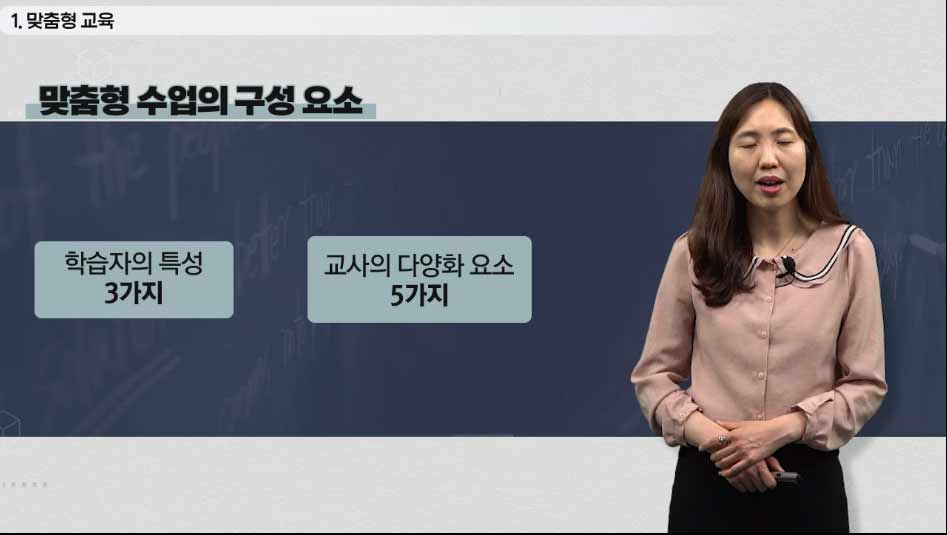 1. 맞춤형 교육
맞춤형 수업의 구성 요소
학습자의 특성
3가지
교사의 다양화 요소
5가지